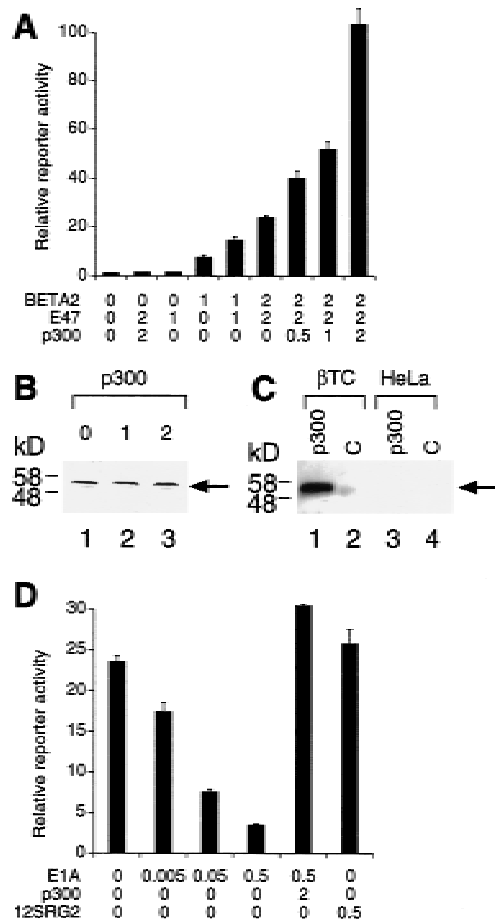 A
Relative reporter activity
100
80
60
40
20
0
BETA2 0 0 0 1 1 2 2 2 2
E47 0 2 1 0 1 2 2 2 2
p300 0 2 0 0 0 0 0.5 1 2
B
p300
0 1 2
kD
58
48
1 2 3
C
βTC HeLa
p300 C p300 C
kD
58
48
1 2 3 4
D
Relative reporter activity
30
25
20
15
10
5
0
E1A 0 0.005 0.05 0.5 0.5 0
p300 0 0 0 0 2 0
12SRG2 0 0 0 0 0 0.5